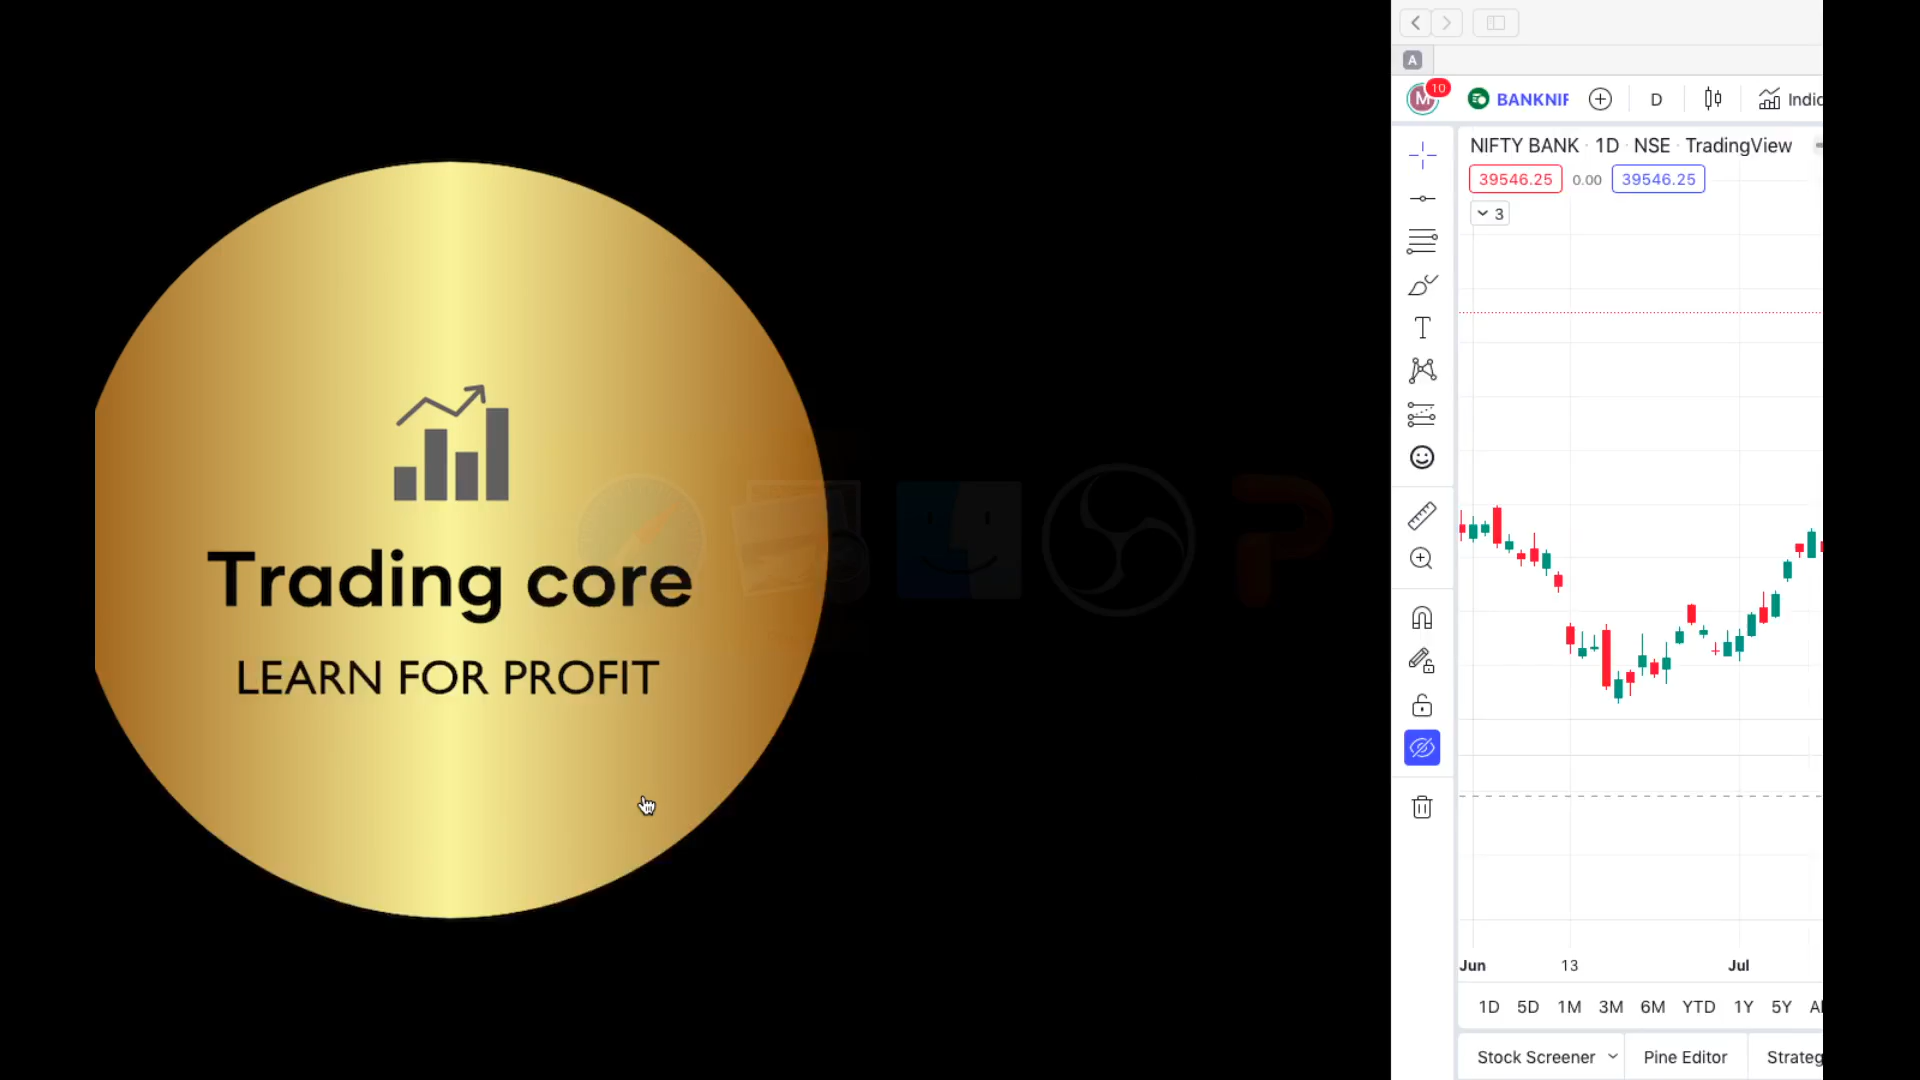 Trading core
LEARN FOR PROFIT
A
M
10
BANKNIF
D
Indic
NIFTY BANK · 1D · NSE · TradingView
39546.25
0.00
39546.25
3
Jun
13
Jul
1D
5D
1M
3M
6M
YTD
1Y
5Y
Al
Stock Screener
Pine Editor
Strateg